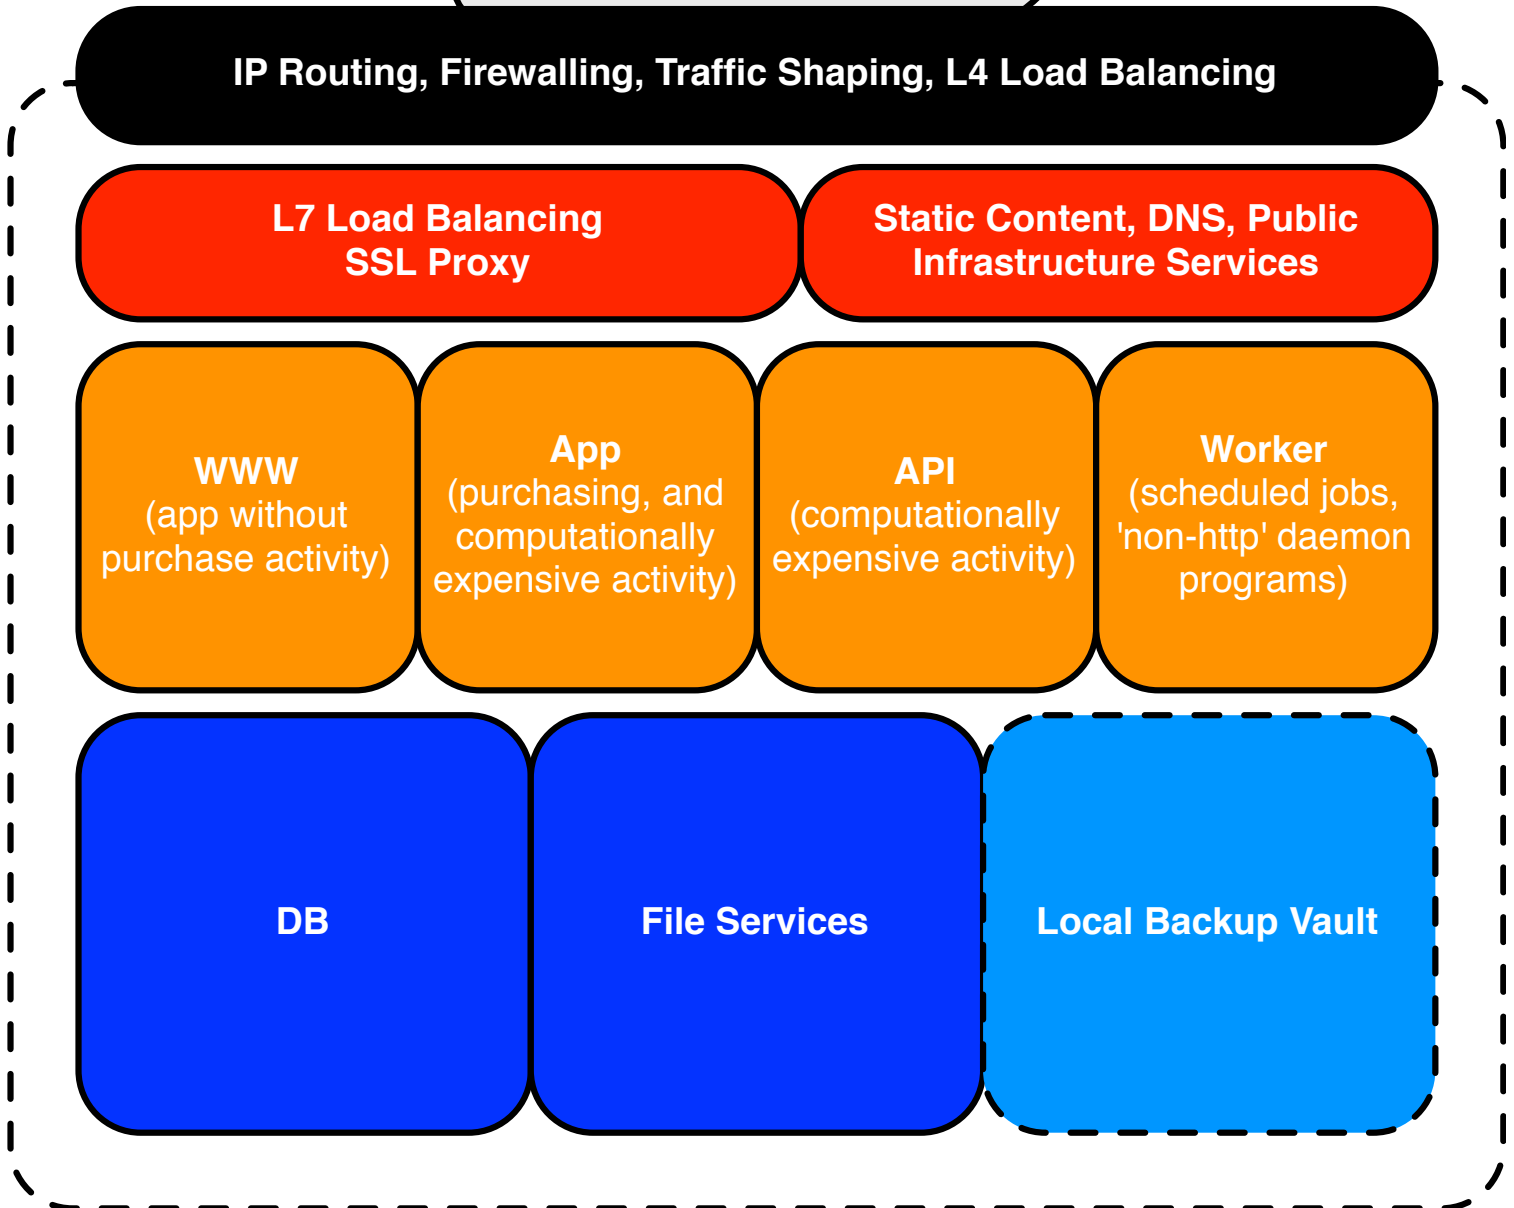 IP Routing, Firewalling, Traffic Shaping, L4 Load Balancing
L7 Load Balancing
SSL Proxy
Static Content, DNS, Public
Infrastructure Services
WWW
(app without
purchase activity)
App
(purchasing, and
computationally
expensive activity)
API
(computationally
expensive activity)
Worker
(scheduled jobs,
'non-http' daemon
programs)
DB
File Services
Local Backup Vault